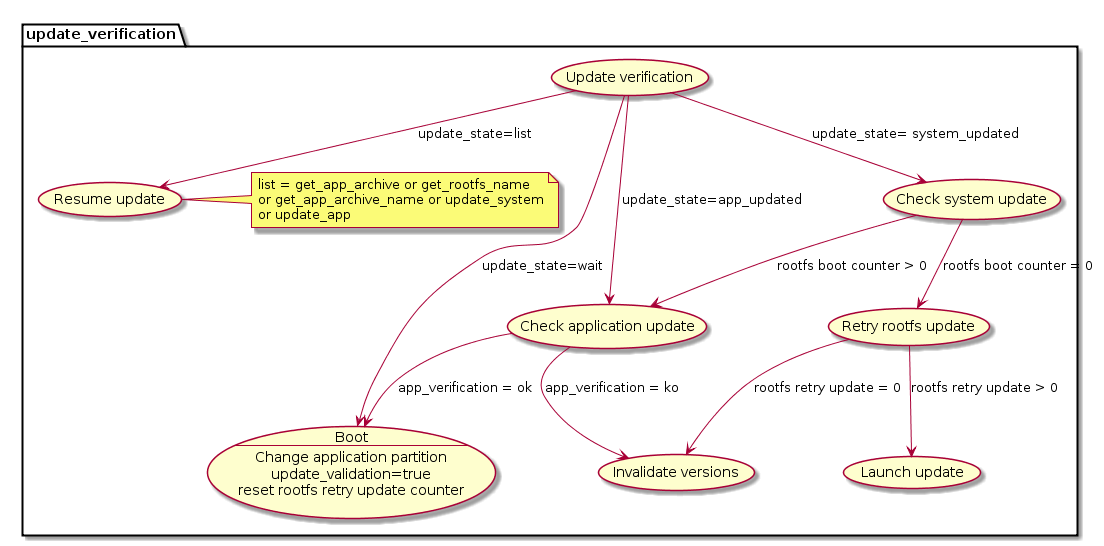 update_verification
Update verification
update_state=list
update_state= system_updated
list = get_app_archive or get_rootfs_name
or get_app_archive_name or update_system
or update_app
Resume update
update_state=app_updated
Check system update
update_state=wait
rootfs boot counter > 0
rootfs boot counter = 0
Check application update
Retry rootfs update
app_verification = ok
app_verification = ko
rootfs retry update = 0
rootfs retry update > 0
Boot
Change application partition
update_validation=true
reset rootfs retry update counter
Invalidate versions
Launch update